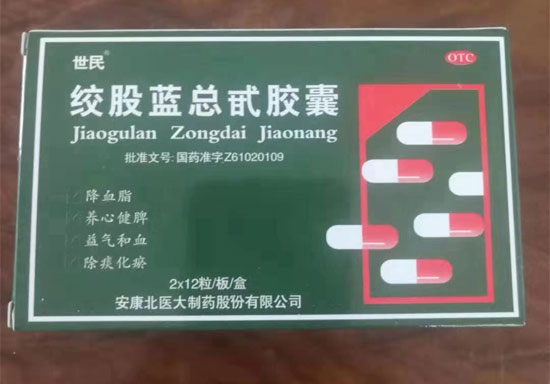 世民®
OTC
绞股蓝总甙胶囊
Jiaogulan Zongdai Jiaonang
批准文号:国药准字Z61020109
降血脂
养心健脾
益气和血
除痰化瘀
2x12粒/板/盒
安康北医大制药股份有限公司